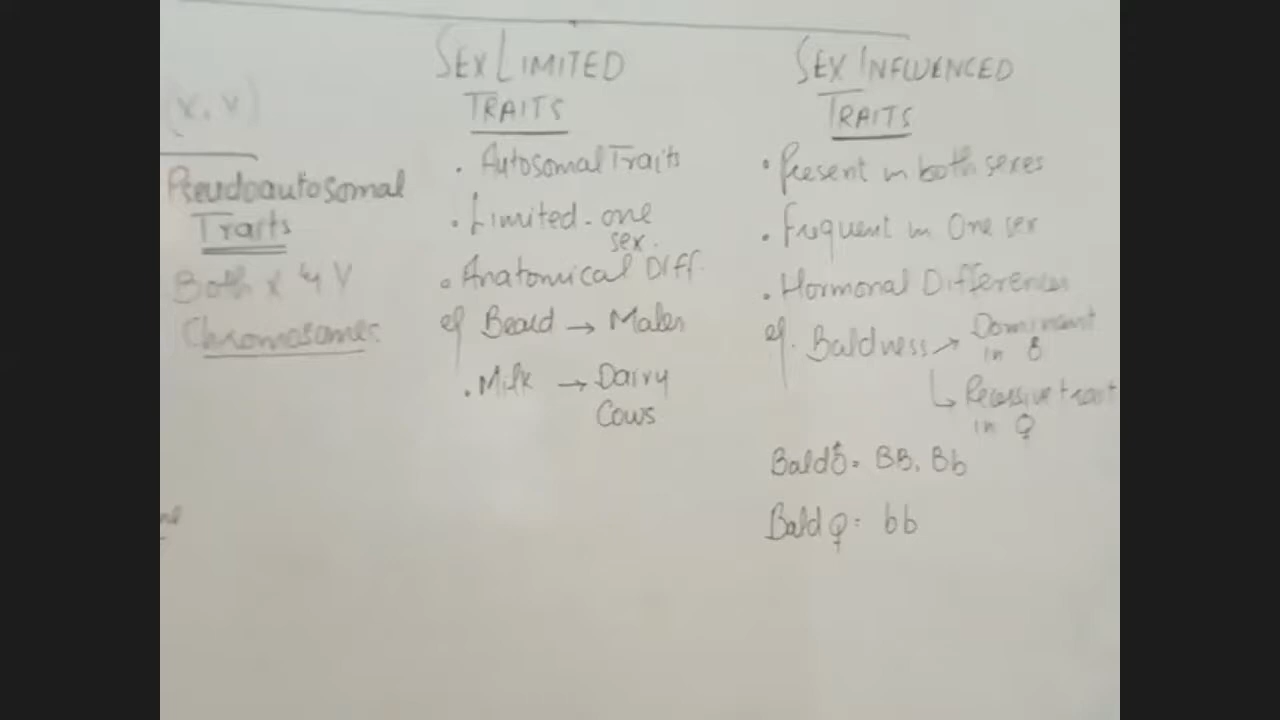 (X, Y)
Pseudoautosomal
Traits
Both X & Y
Chromosomes
SEX LIMITED
TRAITS
. Autosomal Traits
. Limited - one
sex.
. Anatomical Diff.
eg Beard → Males
. Milk → Dairy
Cows
SEX INFLUENCED
TRAITS
. Present in both sexes
. Frequent in One sex
. Hormonal Differences
eg. Baldness → Dominant
in ♂
↳ Recessive trait
in ♀
Bald ♂ = BB, Bb
Bald ♀ = bb